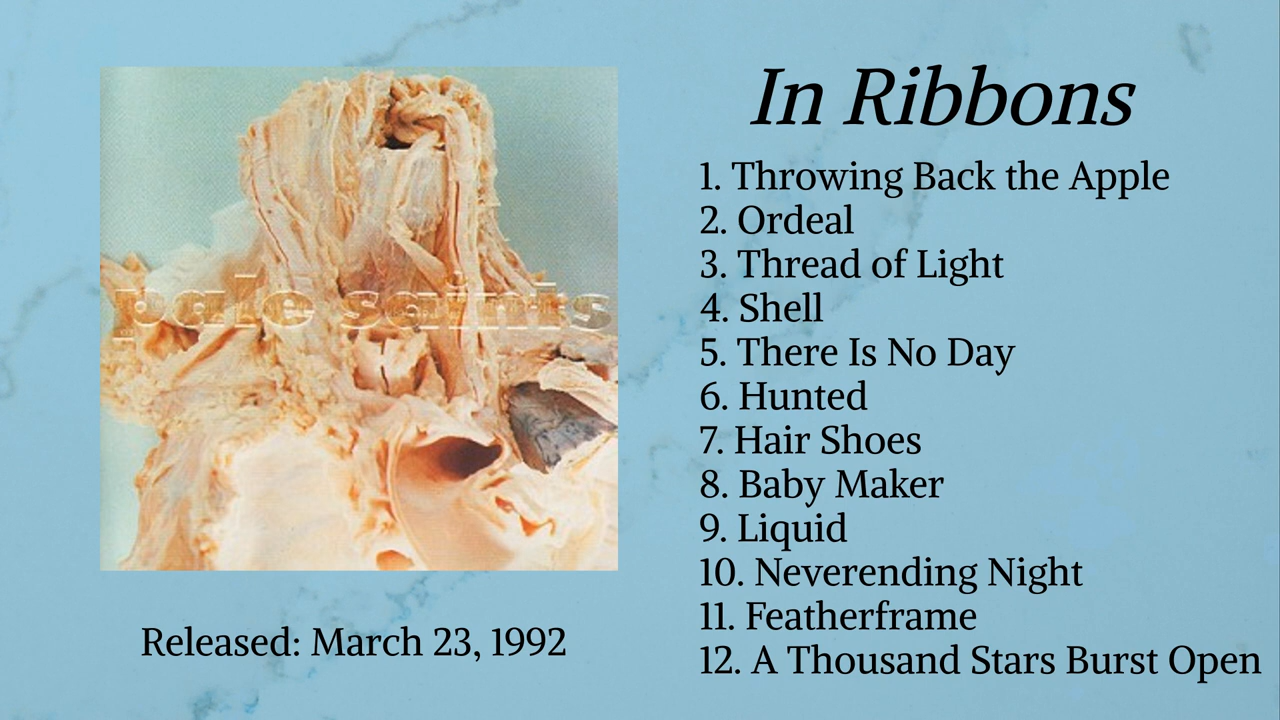 pale saints
In Ribbons
1. Throwing Back the Apple
2. Ordeal
3. Thread of Light
4. Shell
5. There Is No Day
6. Hunted
7. Hair Shoes
8. Baby Maker
9. Liquid
10. Neverending Night
11. Featherframe
12. A Thousand Stars Burst Open
Released: March 23, 1992